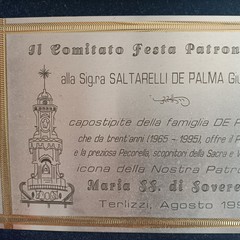 Il Comitato Festa Patron
alla Sig.ra SALTARELLI DE PALMA Giu
capostipite della famiglia DE P
che da trent'anni (1965 - 1995), offre il P
e la preziosa Pecorella, scopritori della Sacra e V
icona della Nostra Patro
Maria SS. di Sovere
Terlizzi, Agosto 199